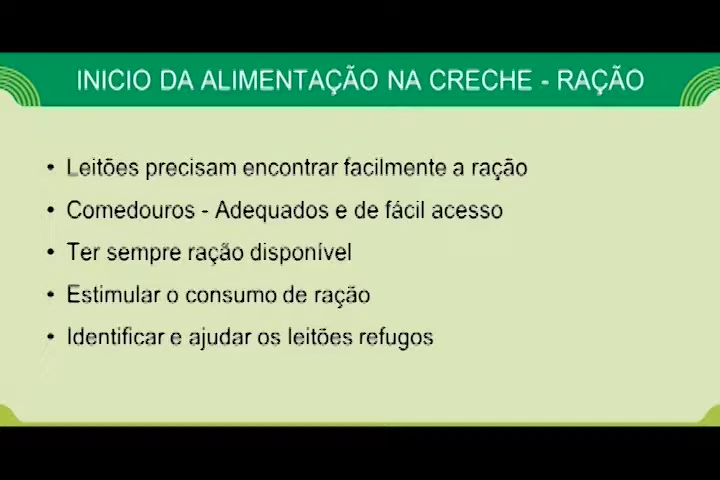 INICIO DA ALIMENTAÇÃO NA CRECHE - RAÇÃO
• Leitões precisam encontrar facilmente a ração
• Comedouros - Adequados e de fácil acesso
• Ter sempre ração disponível
• Estimular o consumo de ração
• Identificar e ajudar os leitões refugos